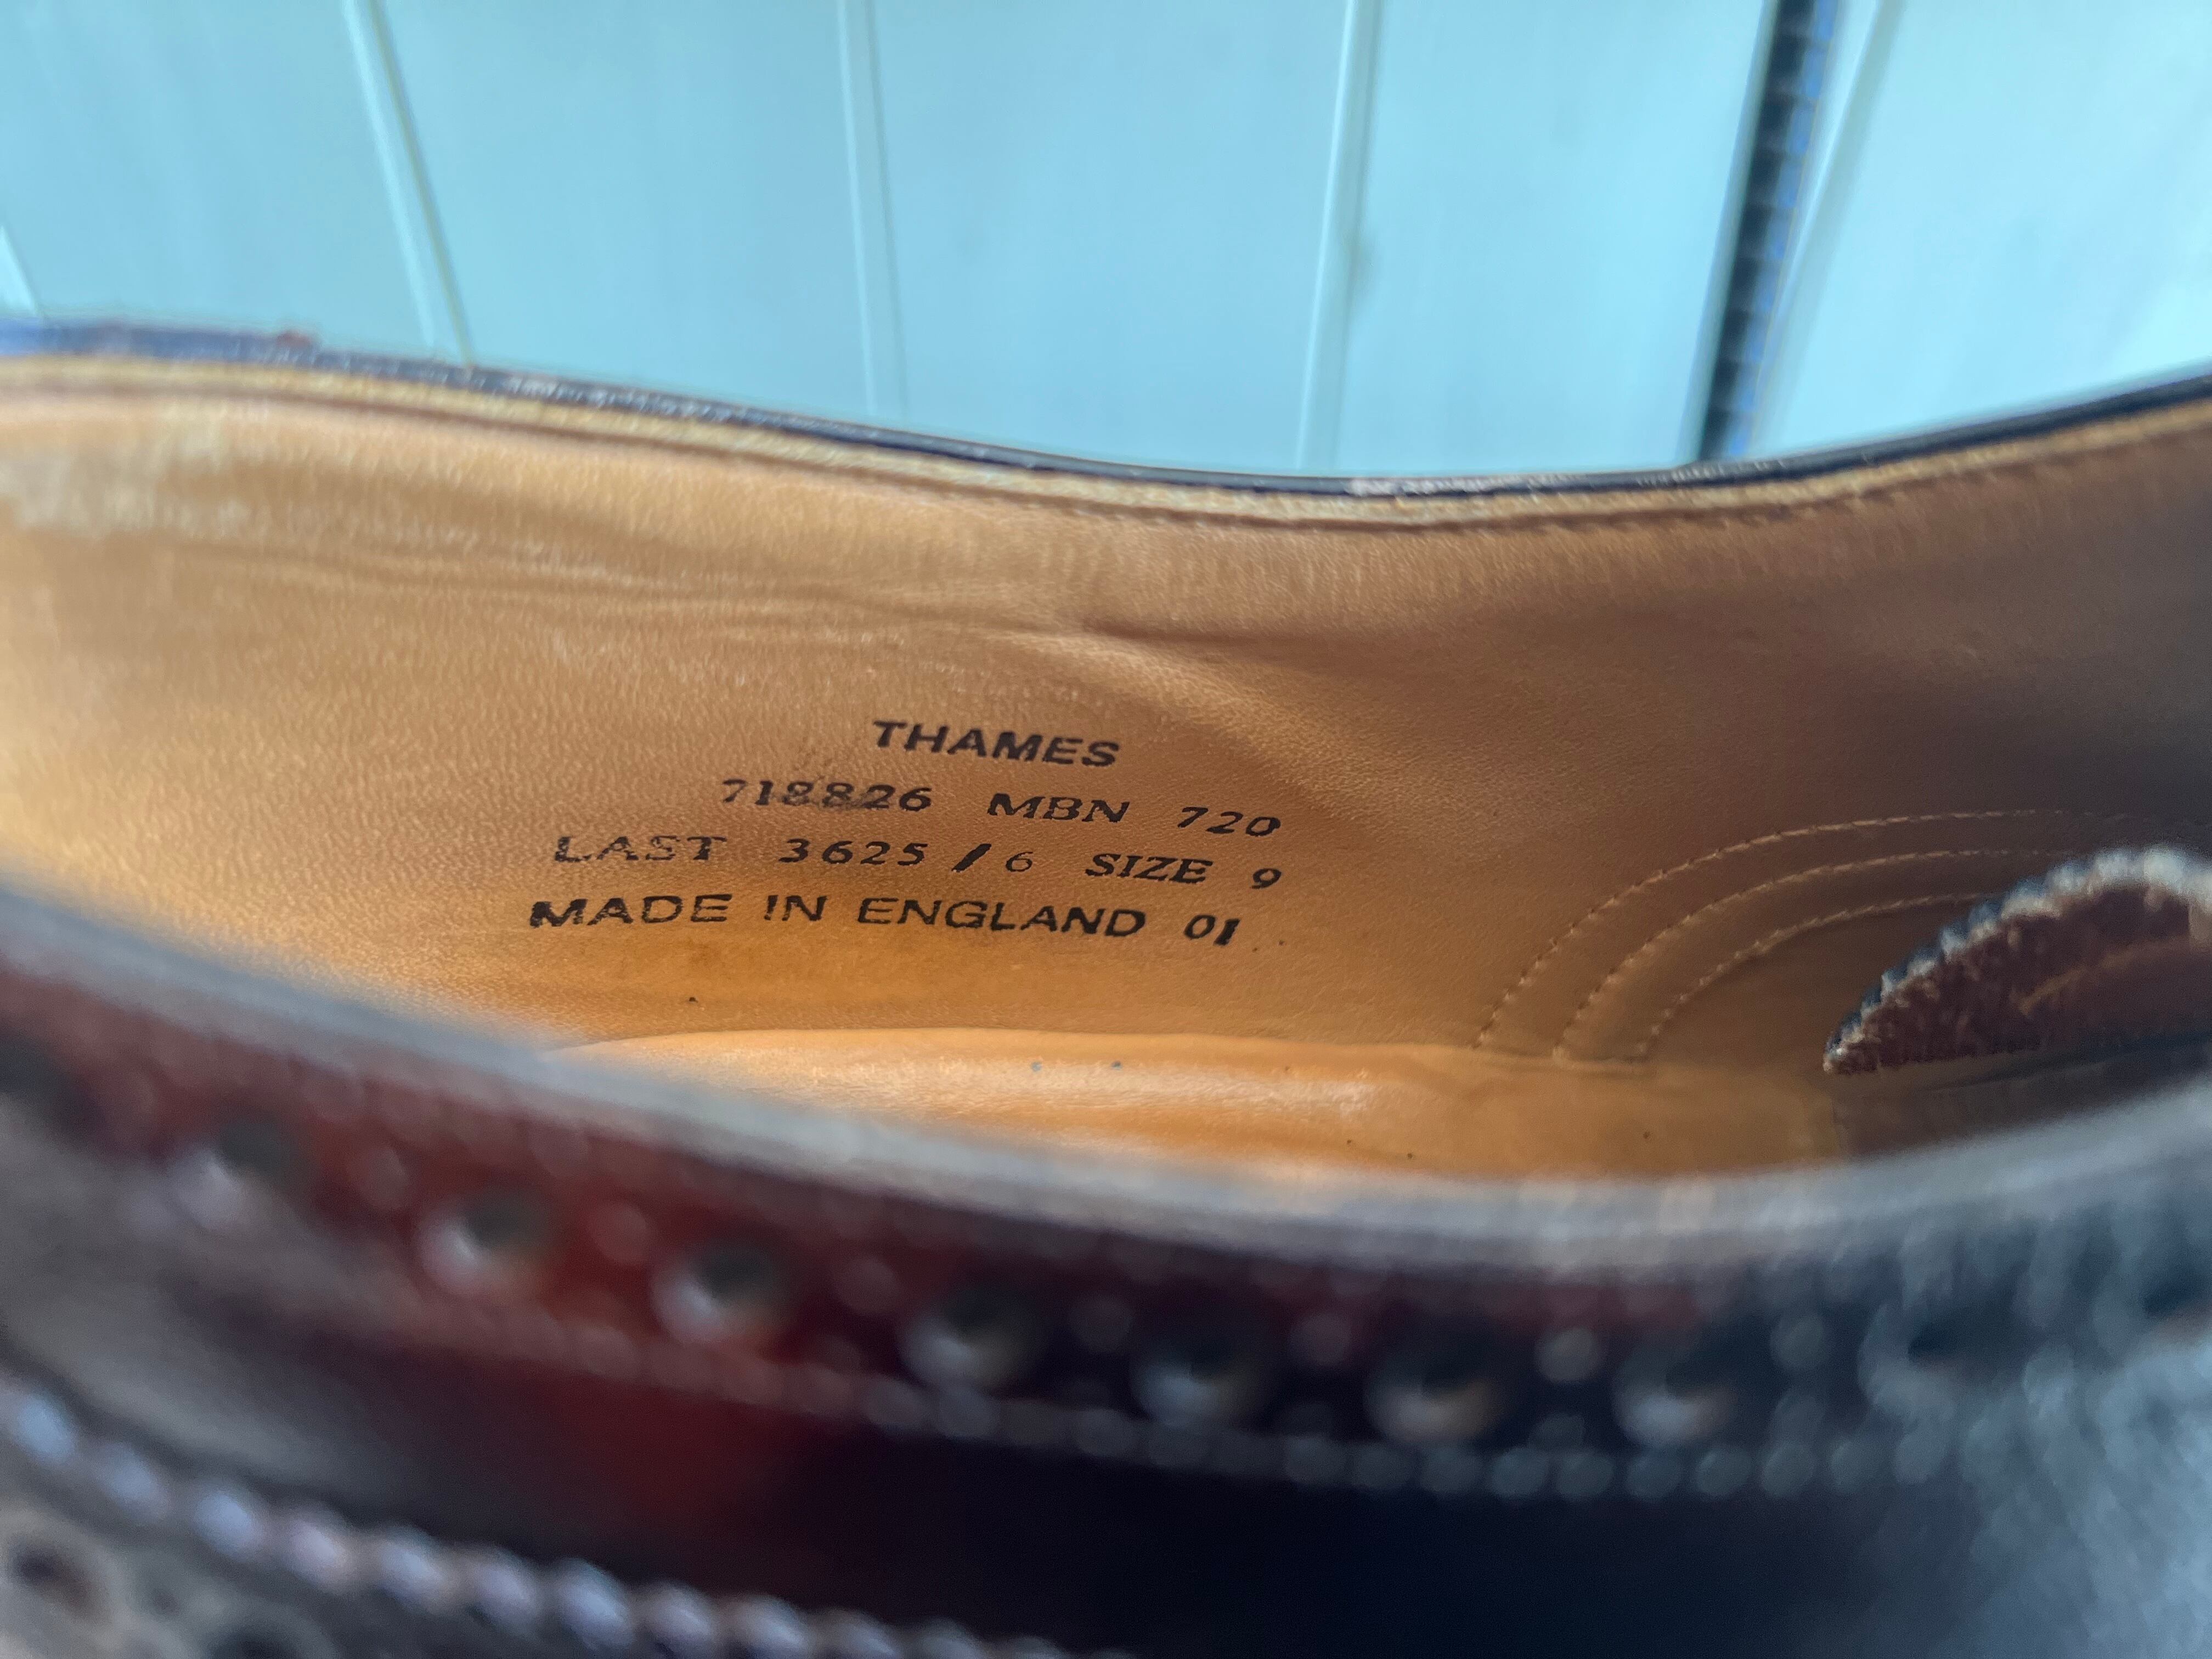 THAMES
718826 MBN 720
LAST 3625 / 6 SIZE 9
MADE IN ENGLAND 01